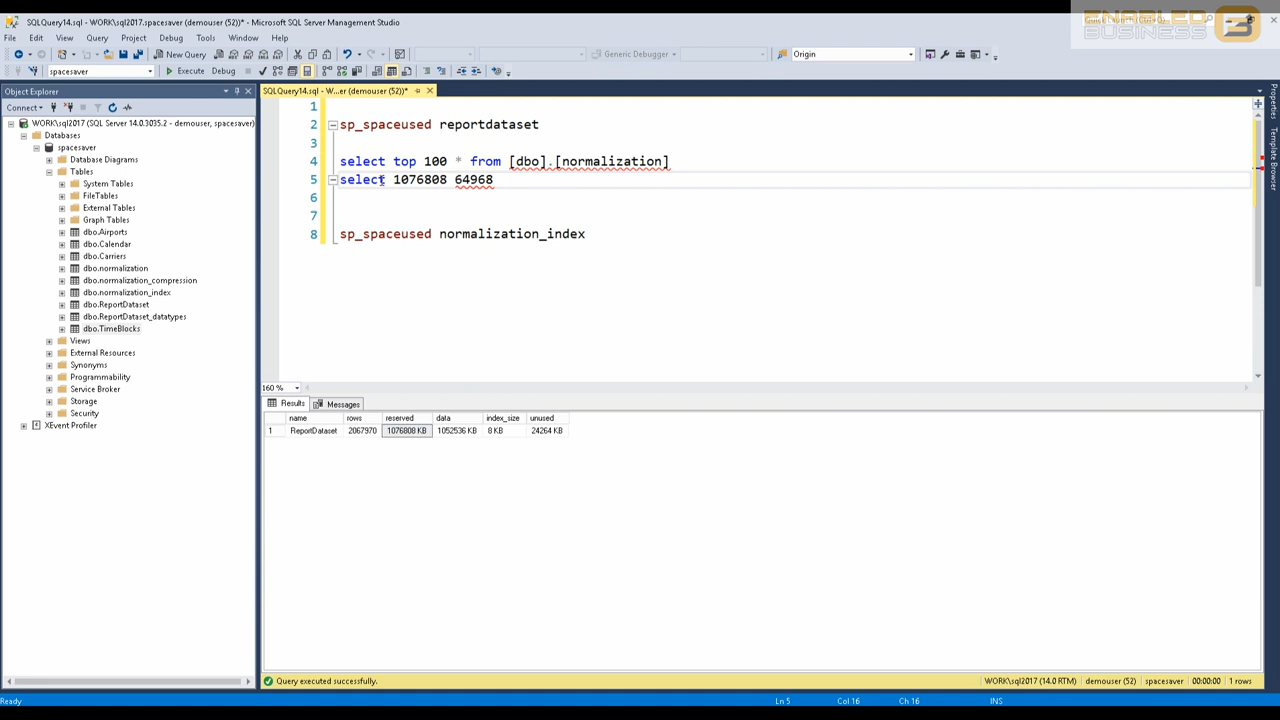 SQLQuery14.sql - WORK\sql2017.spacesaver (demouser (52))* - Microsoft SQL Server Management Studio
ENABLED
BUSINESS
File Edit View Query Project Debug Tools Window Help
New Query Generic Debugger Origin
spacesaver Execute Debug
Object Explorer
SQLQuery14.sql - W...er (demouser (52))*
Connect
WORK\sql2017 (SQL Server 14.0.3035.2 - demouser, spacesaver)
Databases
spacesaver
Database Diagrams
Tables
System Tables
FileTables
External Tables
Graph Tables
dbo.Airports
dbo.Calendar
dbo.Carriers
dbo.normalization
dbo.normalization_compression
dbo.normalization_index
dbo.ReportDataset
dbo.ReportDataset_datatypes
dbo.TimeBlocks
Views
External Resources
Synonyms
Programmability
Service Broker
Storage
Security
XEvent Profiler
1
2 sp_spaceused reportdataset
3
4 select top 100 * from [dbo].[normalization]
5 select 1076808 64968
6
7
8 sp_spaceused normalization_index
Properties
Template Browser
160 %
Results Messages
name rows reserved data index_size unused
1 ReportDataset 2067970 1076808 KB 1052536 KB 8 KB 24264 KB
Query executed successfully. WORK\sql2017 (14.0 RTM) demouser (52) spacesaver 00:00:00 1 rows
Ready Ln 5 Col 16 Ch 16 INS